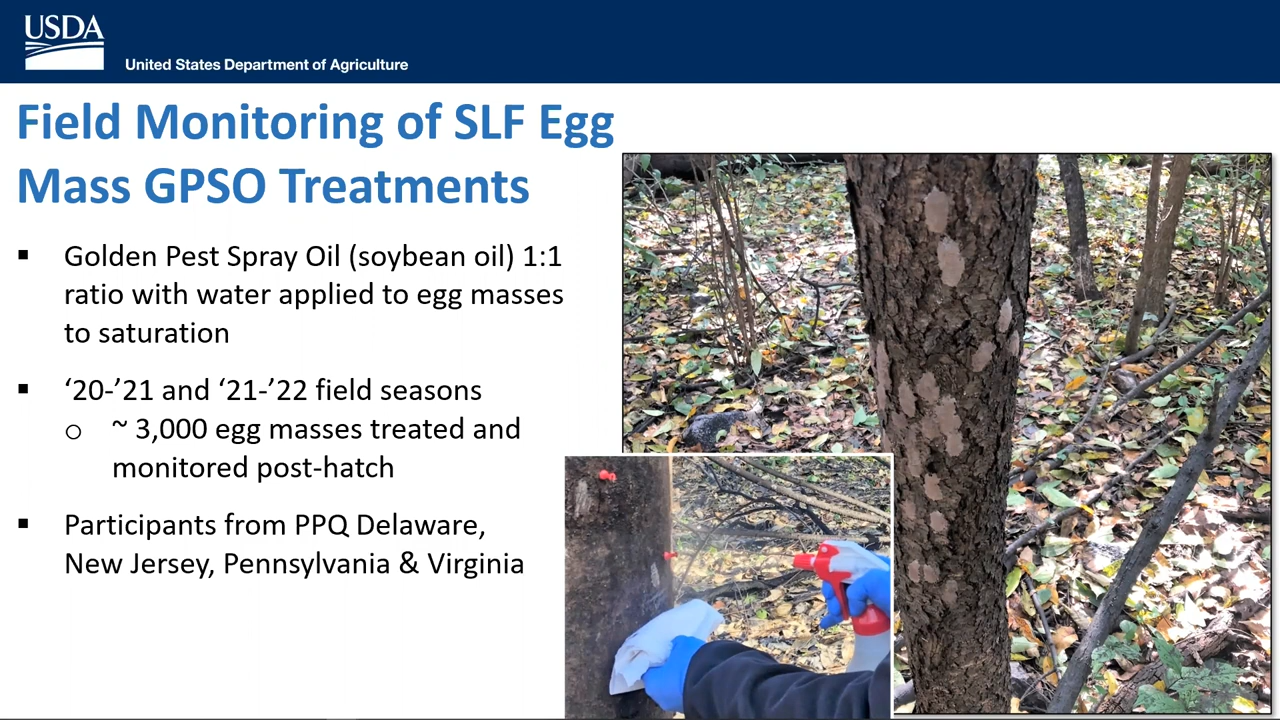 USDA
United States Department of Agriculture
Field Monitoring of SLF Egg
Mass GPSO Treatments
▪ Golden Pest Spray Oil (soybean oil) 1:1
ratio with water applied to egg masses
to saturation
▪ ‘20-’21 and ‘21-’22 field seasons
o ~ 3,000 egg masses treated and
monitored post-hatch
▪ Participants from PPQ Delaware,
New Jersey, Pennsylvania & Virginia